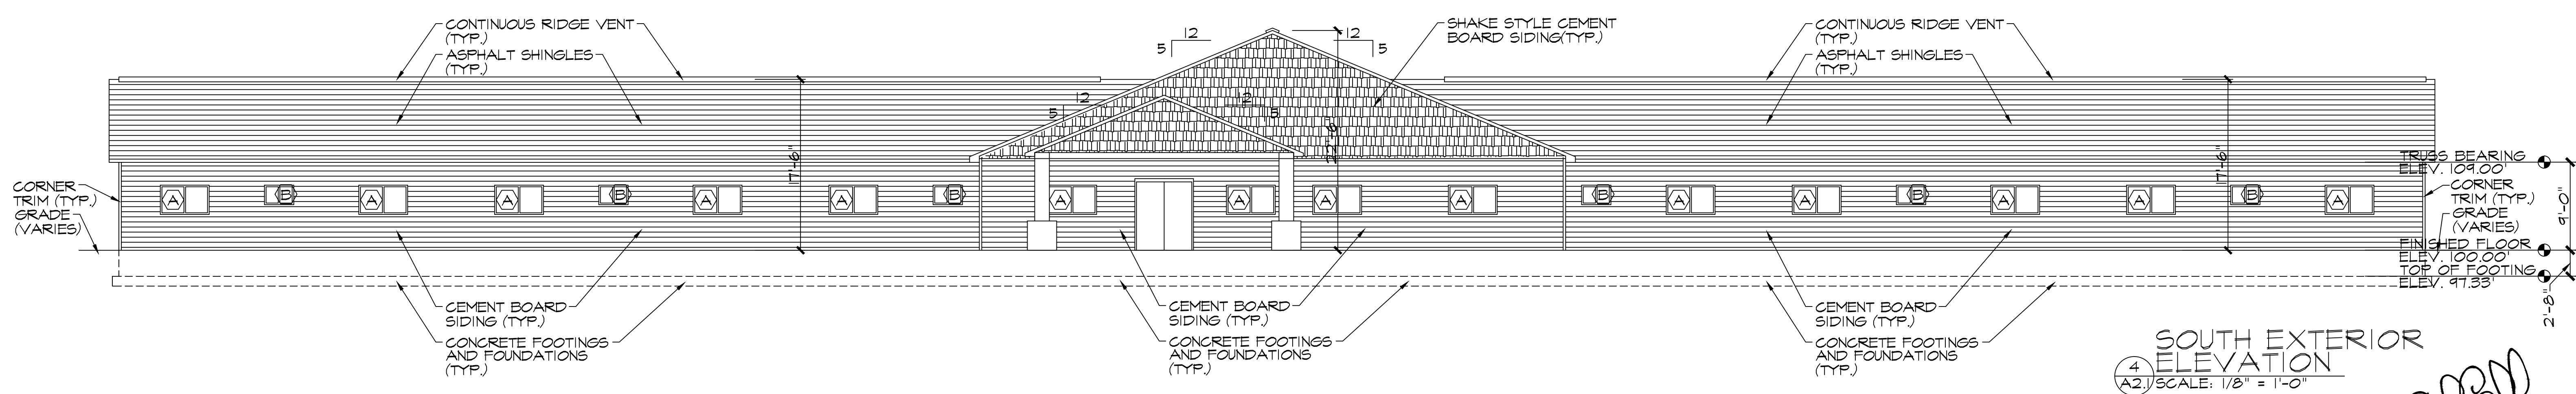 CONTINUOUS RIDGE VENT
(TYP.)
ASPHALT SHINGLES
(TYP.)
12
5
12
5
SHAKE STYLE CEMENT
BOARD SIDING(TYP.)
CONTINUOUS RIDGE VENT
(TYP.)
ASPHALT SHINGLES
(TYP.)
12
5
12
5
17'-6"
17'-6"
TRUSS BEARING
ELEV. 109.00'
CORNER
TRIM (TYP.)
GRADE
(VARIES)
A
B
A
A
B
A
A
B
A
A
A
A
B
A
A
B
A
A
B
A
CORNER
TRIM (TYP.)
GRADE
(VARIES)
9'-0"
FINISHED FLOOR
ELEV. 100.00'
TOP OF FOOTING
ELEV. 97.33'
2'-8"
CEMENT BOARD
SIDING (TYP.)
CONCRETE FOOTINGS
AND FOUNDATIONS
(TYP.)
CEMENT BOARD
SIDING (TYP.)
CONCRETE FOOTINGS
AND FOUNDATIONS
(TYP.)
CEMENT BOARD
SIDING (TYP.)
CONCRETE FOOTINGS
AND FOUNDATIONS
(TYP.)
SOUTH EXTERIOR
ELEVATION
4
A2.1
SCALE: 1/8" = 1'-0"